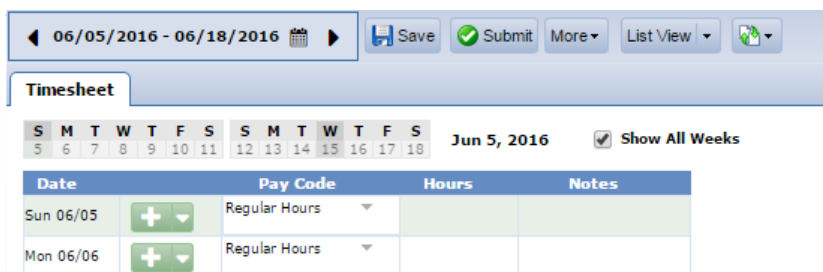 06/05/2016 - 06/18/2016 Save Submit More List View
Timesheet
S M T W T F S S M T W T F S
5 6 7 8 9 10 11 12 13 14 15 16 17 18
Jun 5, 2016 Show All Weeks
Date Pay Code Hours Notes
Sun 06/05 Regular Hours
Mon 06/06 Regular Hours